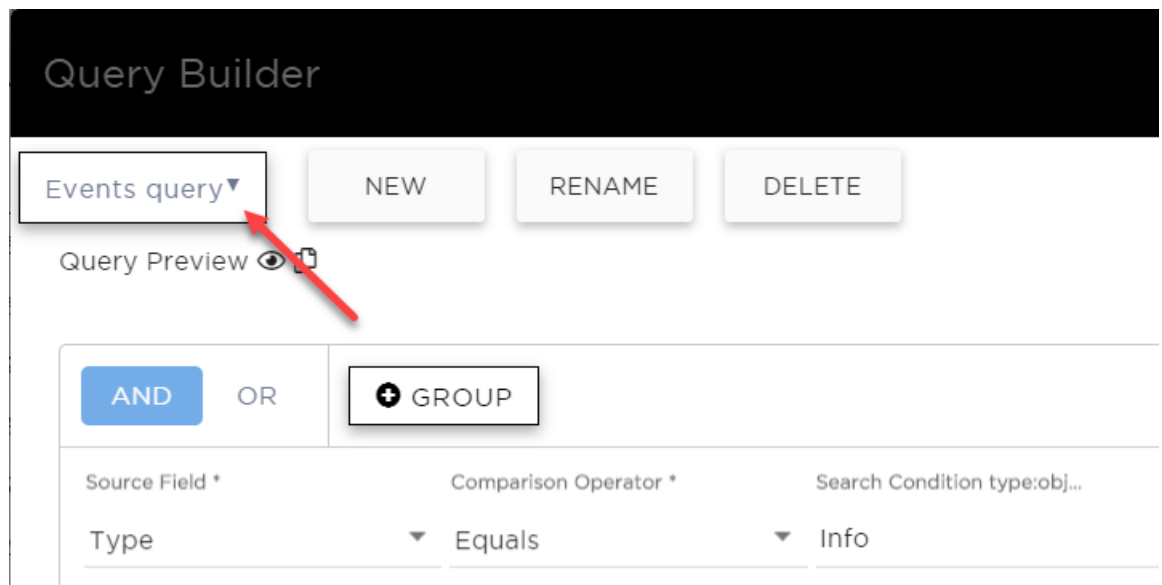 Query Builder
Events query NEW RENAME DELETE
Query Preview
AND OR GROUP
Source Field * Comparison Operator * Search Condition type:obj...
Type Equals Info